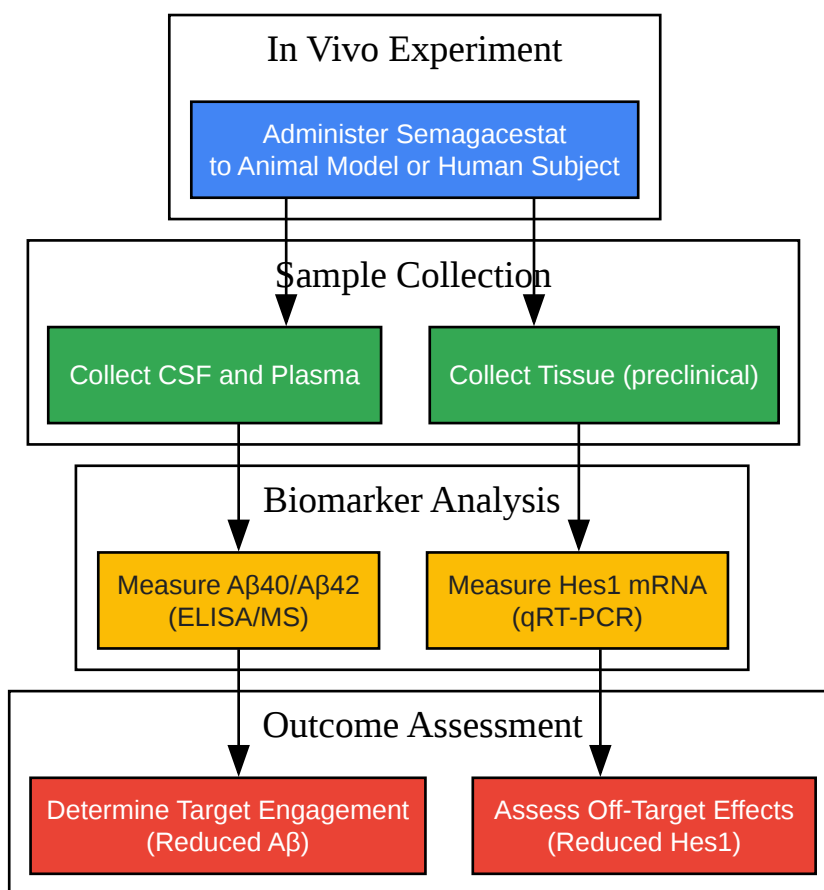 In Vivo Experiment
Administer Semagacestat
to Animal Model or Human Subject
Sample Collection
Collect CSF and Plasma
Collect Tissue (preclinical)
Biomarker Analysis
Measure Aβ40/Aβ42
(ELISA/MS)
Measure Hes1 mRNA
(qRT-PCR)
Outcome Assessment
Determine Target Engagement
(Reduced Aβ)
Assess Off-Target Effects
(Reduced Hes1)